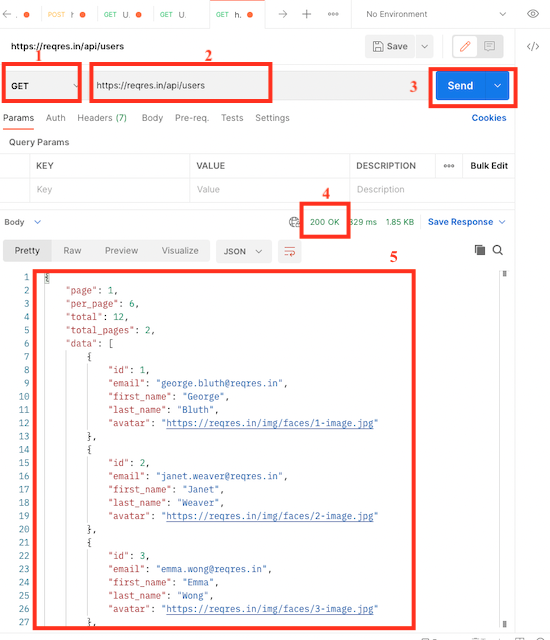 POST
GET U.
GET U.
GET h.
No Environment
https://reqres.in/api/users
Save
1
2
GET
https://reqres.in/api/users
3
Send
Params Auth Headers (7) Body Pre-req. Tests Settings Cookies
Query Params
KEY VALUE DESCRIPTION Bulk Edit
Key Value Description
4
Body 200 OK 329 ms 1.85 KB Save Response
Pretty Raw Preview Visualize JSON
5
1 {
2 "page": 1,
3 "per_page": 6,
4 "total": 12,
5 "total_pages": 2,
6 "data": [
7 {
8 "id": 1,
9 "email": "george.bluth@reqres.in",
10 "first_name": "George",
11 "last_name": "Bluth",
12 "avatar": "https://reqres.in/img/faces/1-image.jpg"
13 },
14 {
15 "id": 2,
16 "email": "janet.weaver@reqres.in",
17 "first_name": "Janet",
18 "last_name": "Weaver",
19 "avatar": "https://reqres.in/img/faces/2-image.jpg"
20 },
21 {
22 "id": 3,
23 "email": "emma.wong@reqres.in",
24 "first_name": "Emma",
25 "last_name": "Wong",
26 "avatar": "https://reqres.in/img/faces/3-image.jpg"
27 },